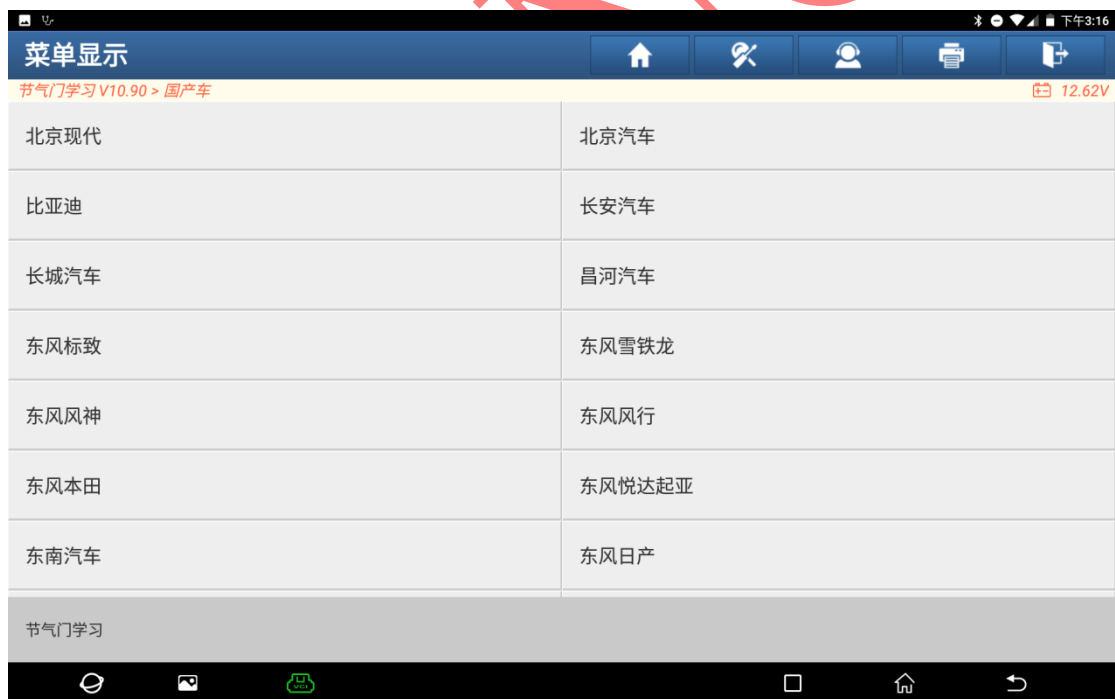 下午3:16
菜单显示
节气门学习 V10.90 > 国产车
12.62V
北京现代
北京汽车
比亚迪
长安汽车
长城汽车
昌河汽车
东风标致
东风雪铁龙
东风风神
东风风行
东风本田
东风悦达起亚
东南汽车
东风日产
节气门学习
VCI